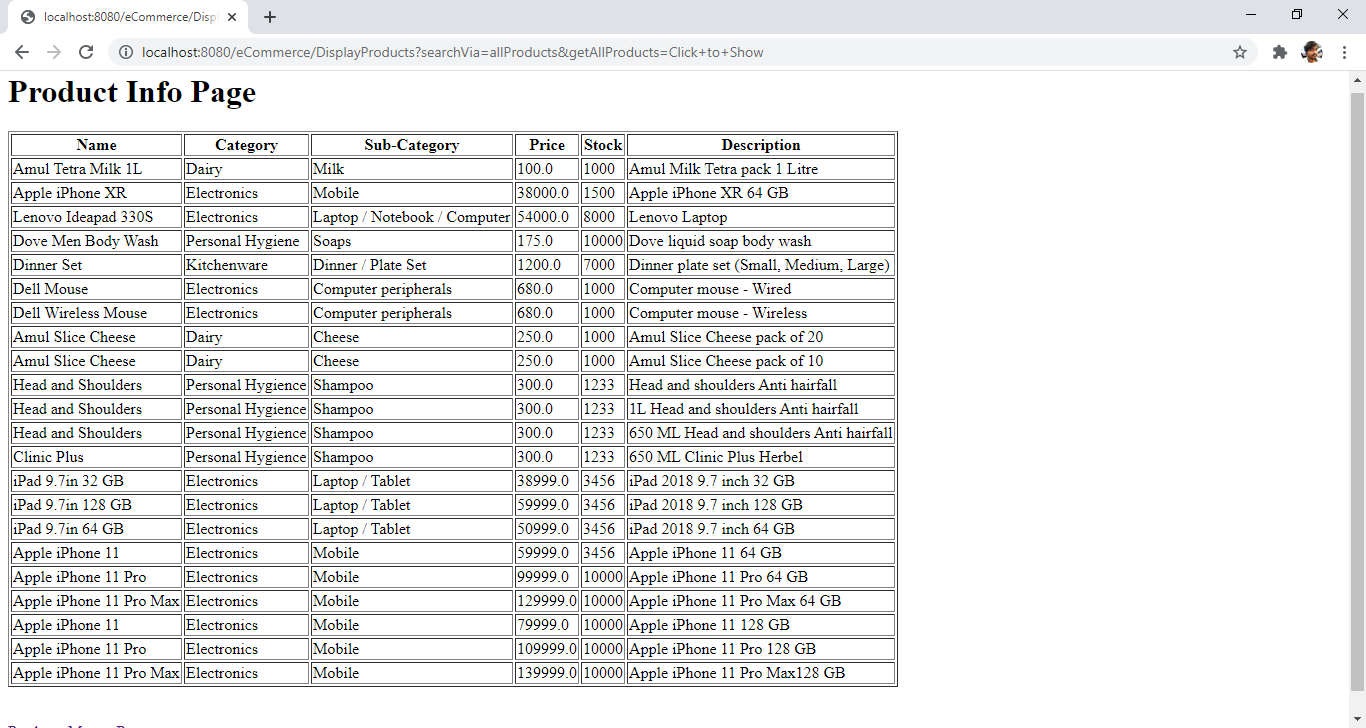 localhost:8080/eCommerce/Disp
localhost:8080/eCommerce/DisplayProducts?searchVia=allProducts&getAllProducts=Click+to+Show
Product Info Page
Name Category Sub-Category Price Stock Description
Amul Tetra Milk 1L Dairy Milk 100.0 1000 Amul Milk Tetra pack 1 Litre
Apple iPhone XR Electronics Mobile 38000.0 1500 Apple iPhone XR 64 GB
Lenovo Ideapad 330S Electronics Laptop / Notebook / Computer 54000.0 8000 Lenovo Laptop
Dove Men Body Wash Personal Hygiene Soaps 175.0 10000 Dove liquid soap body wash
Dinner Set Kitchenware Dinner / Plate Set 1200.0 7000 Dinner plate set (Small, Medium, Large)
Dell Mouse Electronics Computer peripherals 680.0 1000 Computer mouse - Wired
Dell Wireless Mouse Electronics Computer peripherals 680.0 1000 Computer mouse - Wireless
Amul Slice Cheese Dairy Cheese 250.0 1000 Amul Slice Cheese pack of 20
Amul Slice Cheese Dairy Cheese 250.0 1000 Amul Slice Cheese pack of 10
Head and Shoulders Personal Hygience Shampoo 300.0 1233 Head and shoulders Anti hairfall
Head and Shoulders Personal Hygience Shampoo 300.0 1233 1L Head and shoulders Anti hairfall
Head and Shoulders Personal Hygience Shampoo 300.0 1233 650 ML Head and shoulders Anti hairfall
Clinic Plus Personal Hygience Shampoo 300.0 1233 650 ML Clinic Plus Herbel
iPad 9.7in 32 GB Electronics Laptop / Tablet 38999.0 3456 iPad 2018 9.7 inch 32 GB
iPad 9.7in 128 GB Electronics Laptop / Tablet 59999.0 3456 iPad 2018 9.7 inch 128 GB
iPad 9.7in 64 GB Electronics Laptop / Tablet 50999.0 3456 iPad 2018 9.7 inch 64 GB
Apple iPhone 11 Electronics Mobile 59999.0 3456 Apple iPhone 11 64 GB
Apple iPhone 11 Pro Electronics Mobile 99999.0 10000 Apple iPhone 11 Pro 64 GB
Apple iPhone 11 Pro Max Electronics Mobile 129999.0 10000 Apple iPhone 11 Pro Max 64 GB
Apple iPhone 11 Electronics Mobile 79999.0 10000 Apple iPhone 11 128 GB
Apple iPhone 11 Pro Electronics Mobile 109999.0 10000 Apple iPhone 11 Pro 128 GB
Apple iPhone 11 Pro Max Electronics Mobile 139999.0 10000 Apple iPhone 11 Pro Max128 GB